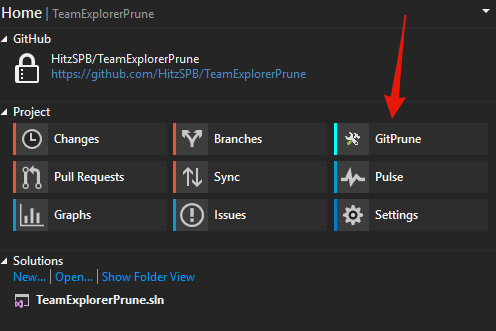 Home | TeamExplorerPrune
GitHub
HitzSPB/TeamExplorerPrune
https://github.com/HitzSPB/TeamExplorerPrune
Project
Changes Branches GitPrune
Pull Requests Sync Pulse
Graphs Issues Settings
Solutions
New... | Open... | Show Folder View
TeamExplorerPrune.sln